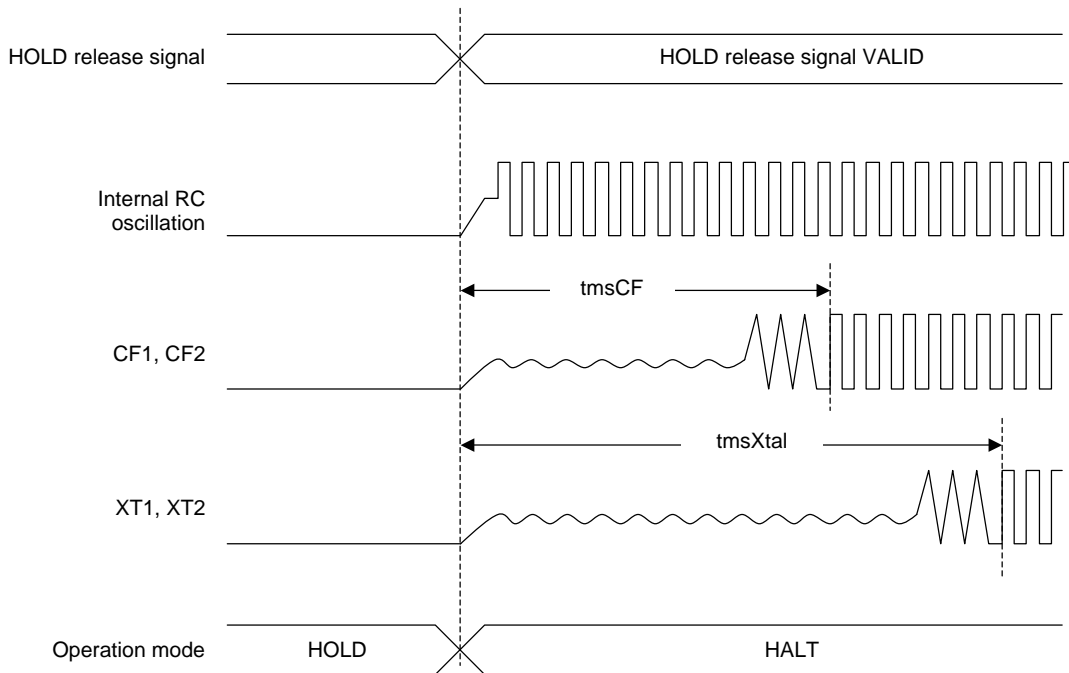 HOLD release signal
HOLD release signal VALID
Internal RC
oscillation
tmsCF
CF1, CF2
tmsXtal
XT1, XT2
Operation mode
HOLD
HALT